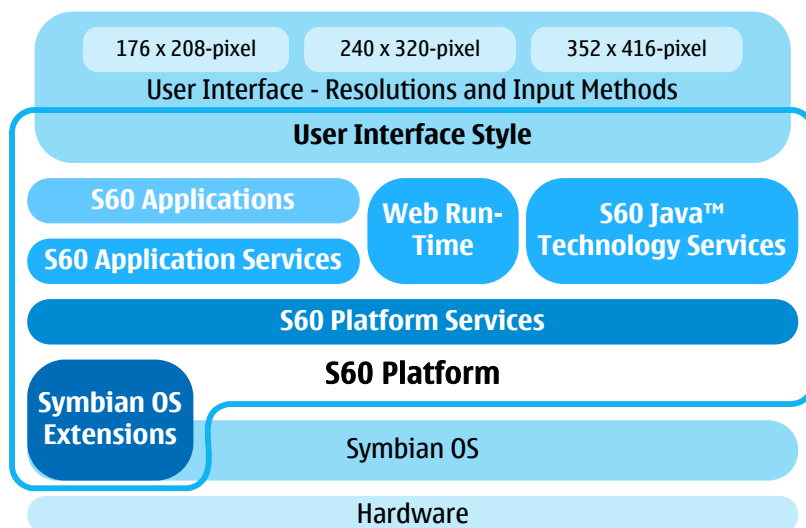 176 x 208-pixel
240 x 320-pixel
352 x 416-pixel
User Interface - Resolutions and Input Methods
User Interface Style
S60 Applications
S60 Application Services
Web Run-
Time
S60 Java™
Technology Services
S60 Platform Services
S60 Platform
Symbian OS
Extensions
Symbian OS
Hardware